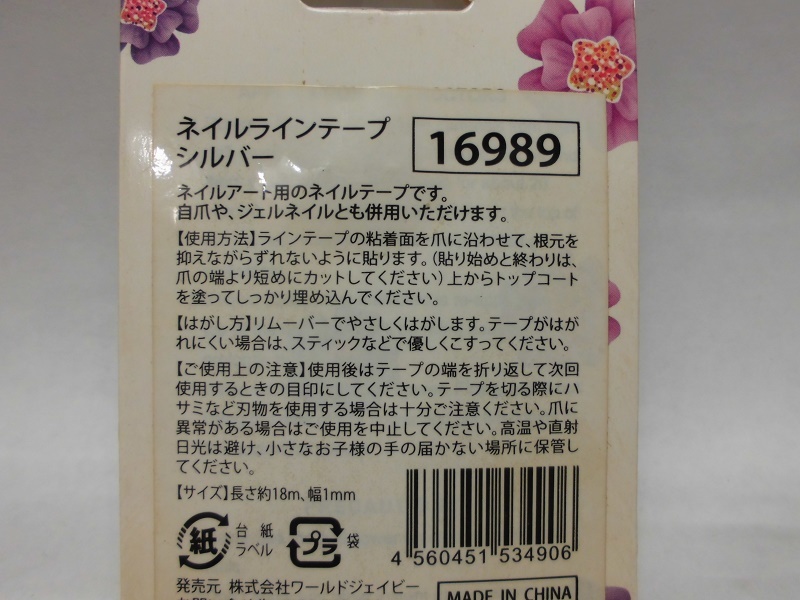 ネイルラインテープ
シルバー
16989
ネイルアート用のネイルテープです。
自爪や、ジェルネイルとも併用いただけます。
【使用方法】ラインテープの粘着面を爪に沿わせて、根元を
抑えながらずれないように貼ります。(貼り始めと終わりは、
爪の端より短めにカットしてください)上からトップコート
を塗ってしっかり埋め込んでください。
【はがし方】リムーバーでやさしくはがします。テープがはが
れにくい場合は、スティックなどで優しくこすってください。
【ご使用上の注意】使用後はテープの端を折り返して次回
使用するときの目印にしてください。テープを切る際にハ
サミなど刃物を使用する場合は十分ご注意ください。爪に
異常がある場合はご使用を中止してください。高温や直射
日光は避け、小さなお子様の手の届かない場所に保管し
てください。
【サイズ】長さ約18m、幅1mm
紙
台紙
ラベル
プラ
袋
4 560451 534906
発売元 株式会社ワールドジェイビー
MADE IN CHINA